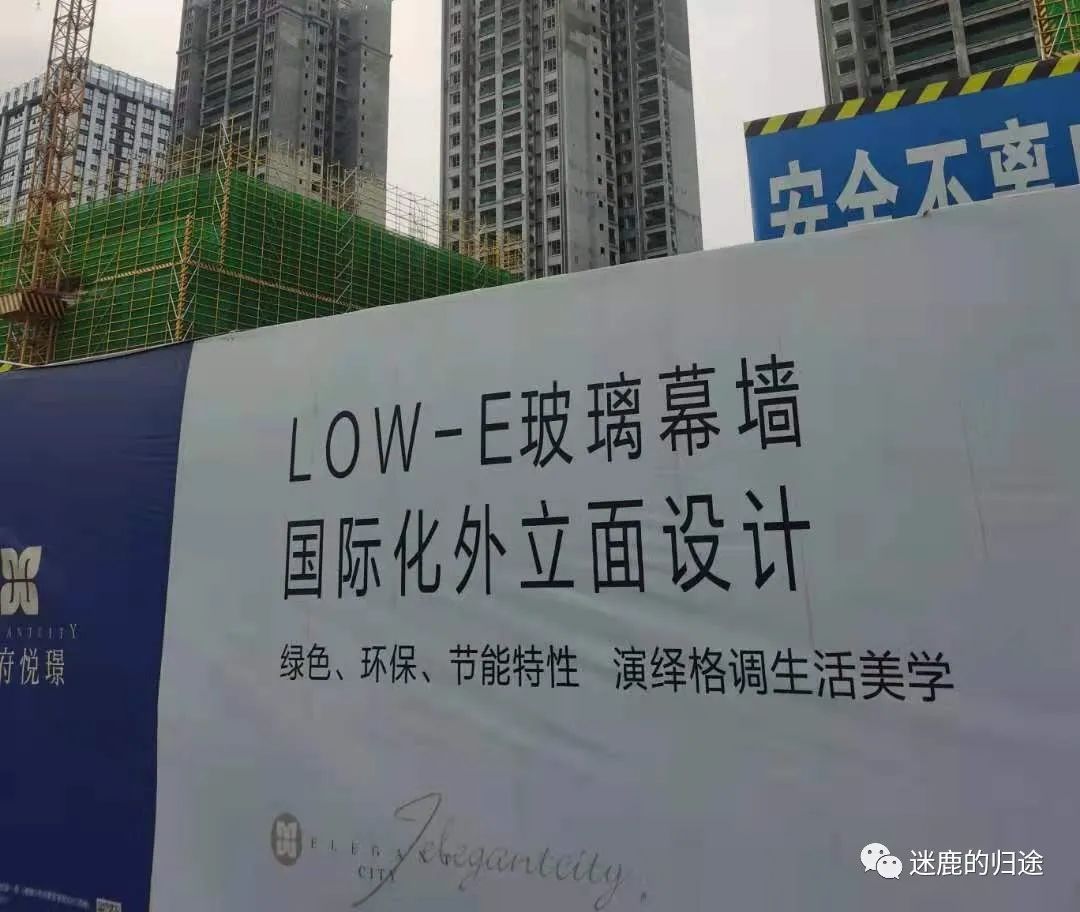 安全不离
LOW-E玻璃幕墙
国际化外立面设计
绿色、环保、节能特性 演绎格调生活美学
府悦璟
CITY
elegantcity
迷鹿的归途